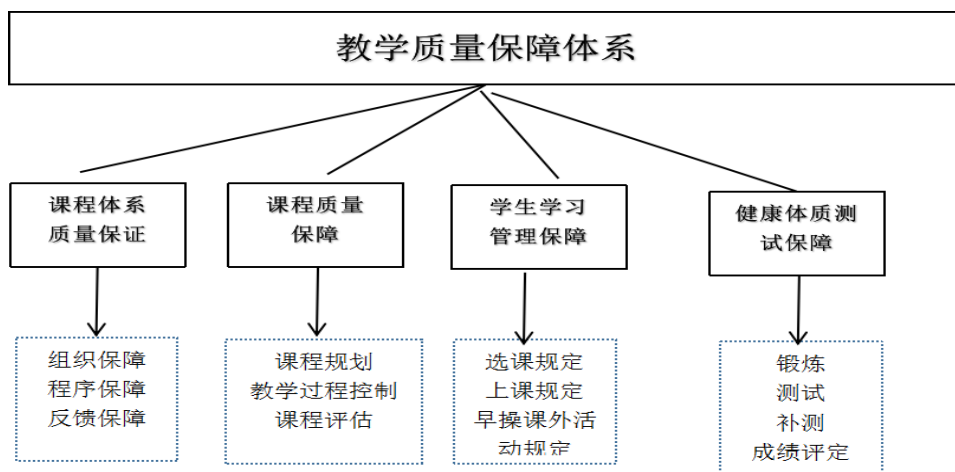 教学质量保障体系
课程体系
质量保证
课程质量
保障
学生学习
管理保障
健康体质测
试保障
组织保障
程序保障
反馈保障
课程规划
教学过程控制
课程评估
选课规定
上课规定
早操课外活
动规定
锻炼
测试
补测
成绩评定